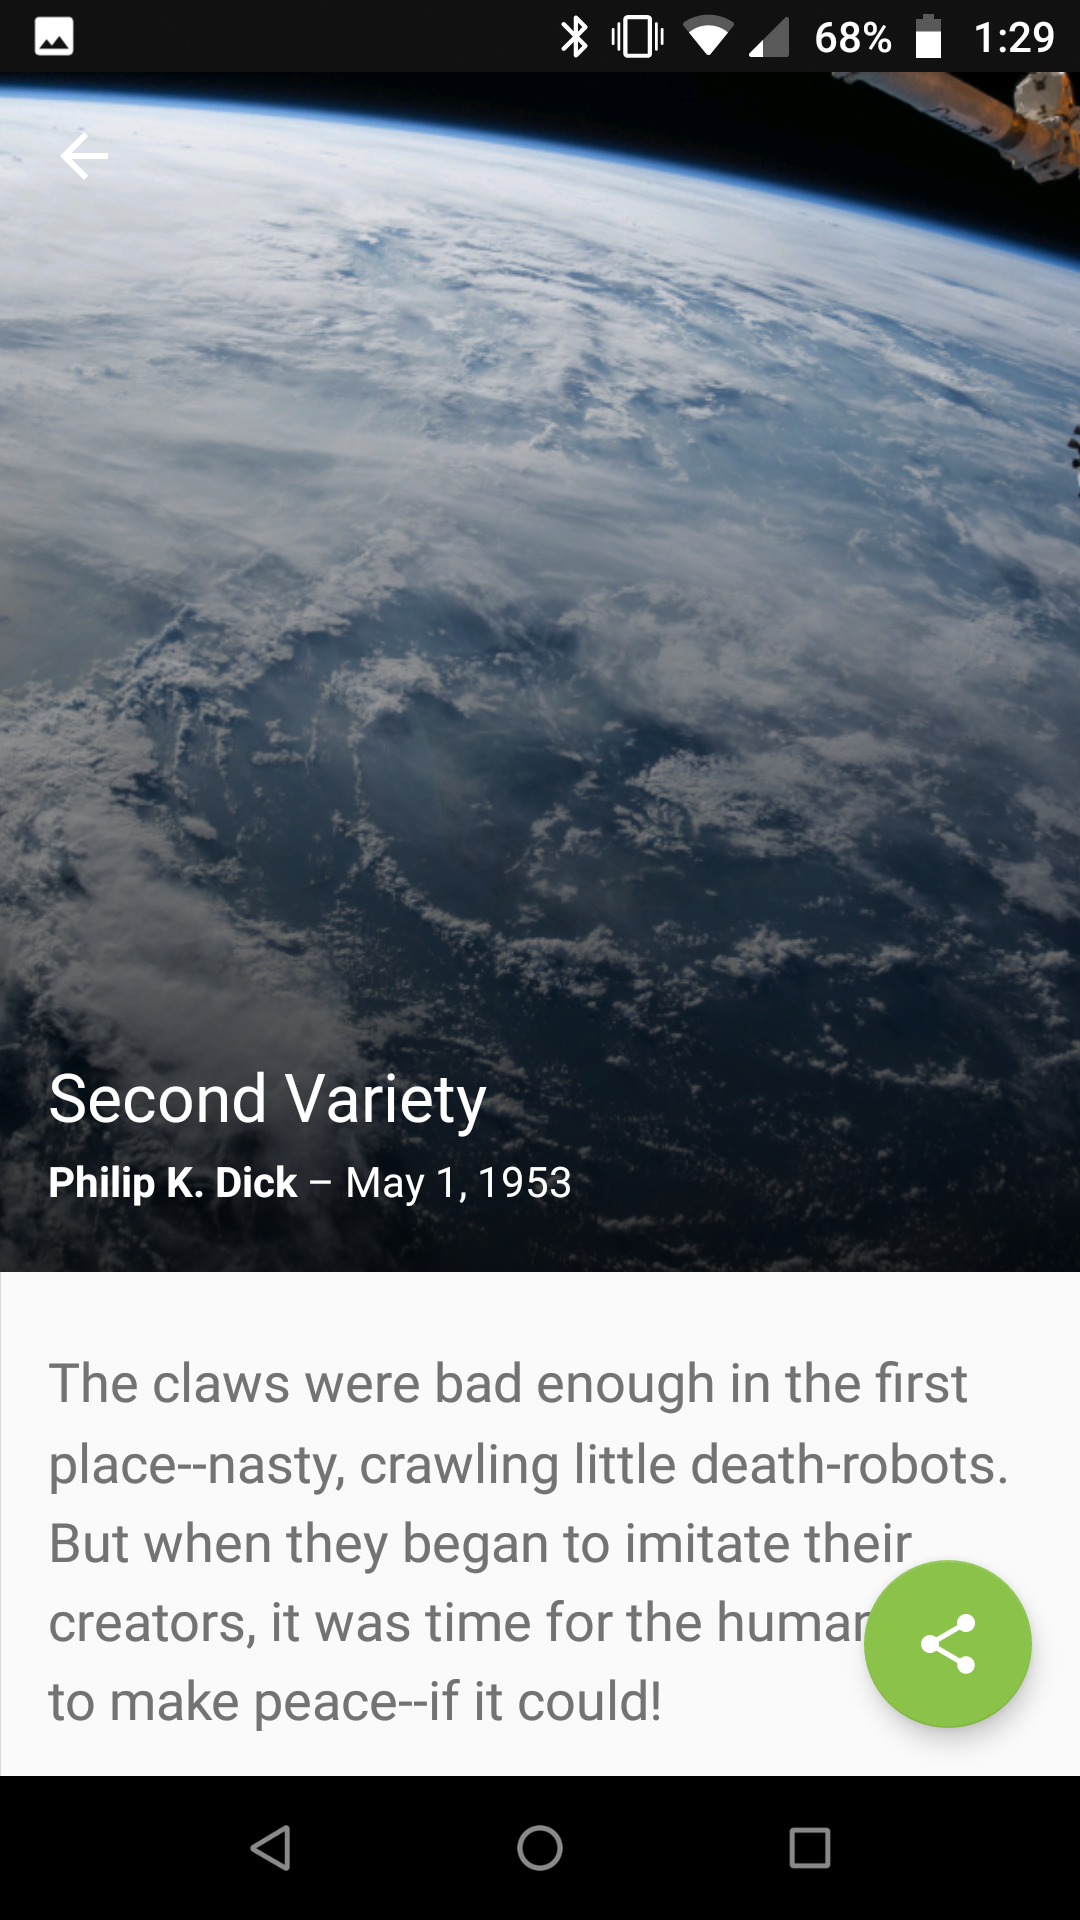 68% 1:29
Second Variety
Philip K. Dick – May 1, 1953
The claws were bad enough in the first
place--nasty, crawling little death-robots.
But when they began to imitate their
creators, it was time for the human
to make peace--if it could!